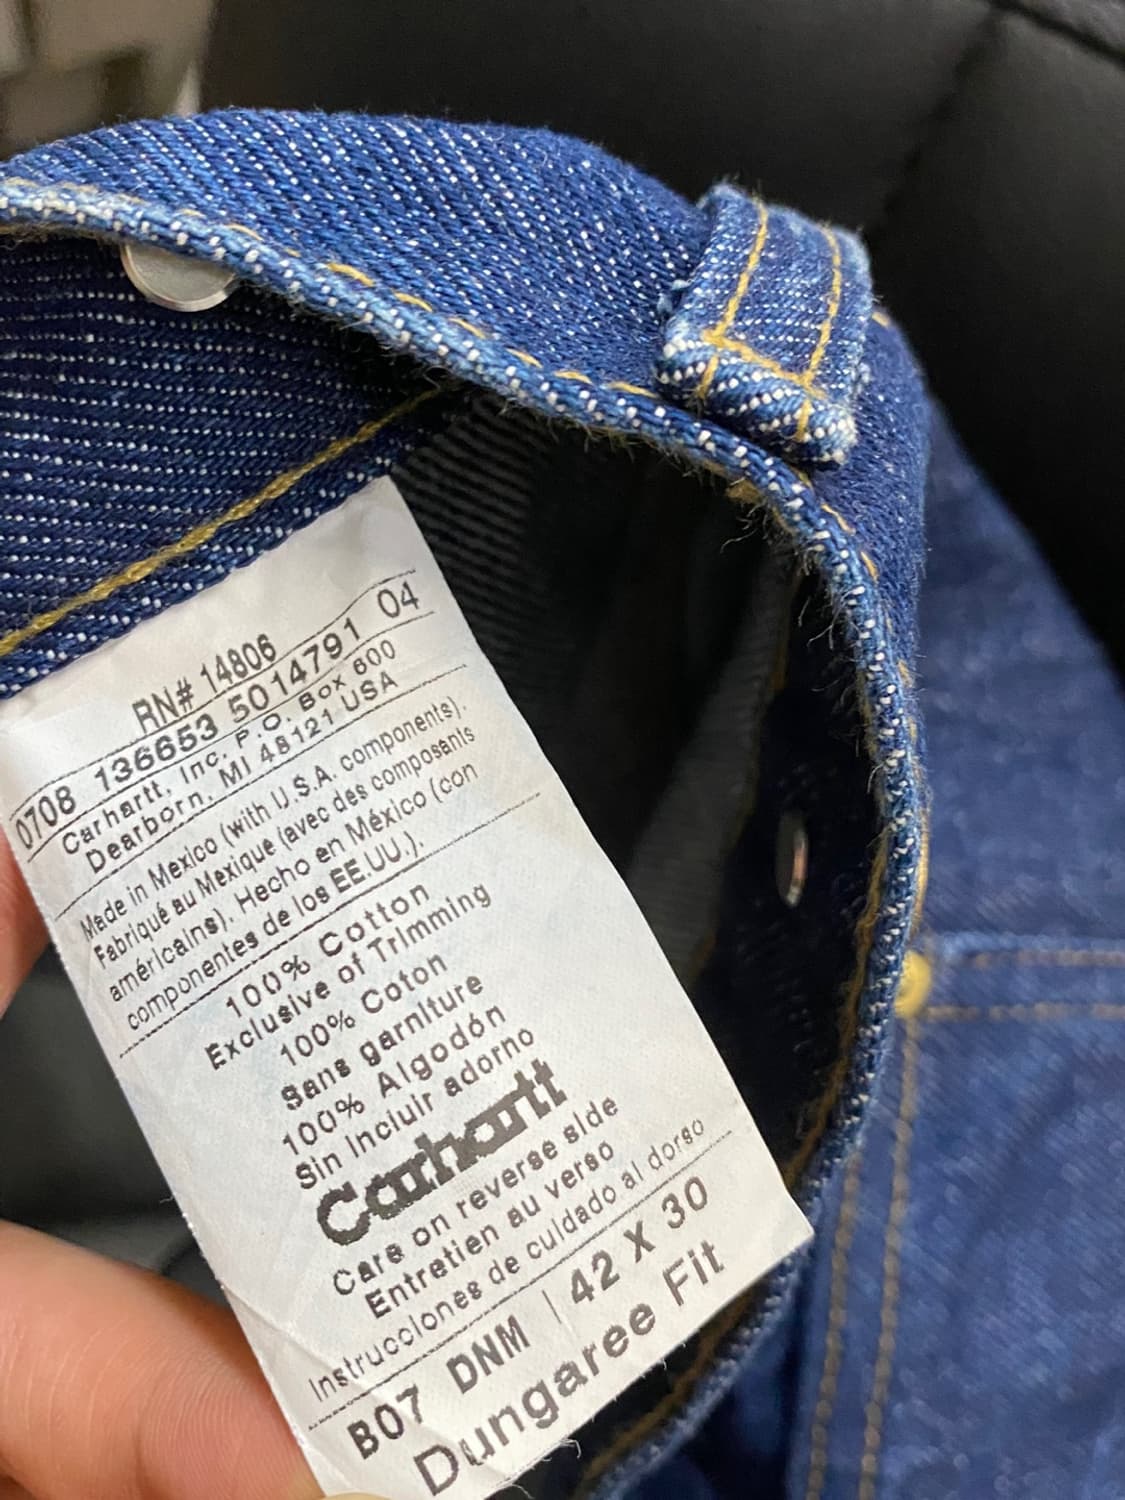 RN# 14806
0708 136653 5014791 04
Carhartt, Inc. P.O. Box 600
Dearborn, MI 48121 USA
Made in Mexico (with U.S.A. components).
Fabriqué au Mexique (avec des composants
américains). Hecho en México (con
componentes de los EE.UU.).
100% Cotton
Exclusive of Trimming
100% Coton
Sans garniture
100% Algodón
Sin incluir adorno
Carhartt
Care on reverse side
Entretien au verso
Instrucciones de cuidado al dorso
B07 DNM | 42 X 30
Dungaree Fit